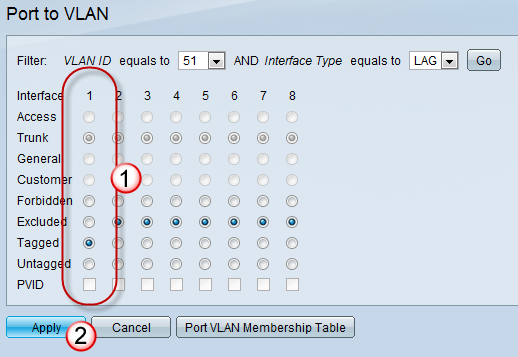 Port to VLAN
Filter: VLAN ID equals to 51 AND Interface Type equals to LAG Go
Interface 1 2 3 4 5 6 7 8
Access
Trunk
General
Customer 1
Forbidden
Excluded
Tagged
Untagged
PVID
Apply 2 Cancel Port VLAN Membership Table